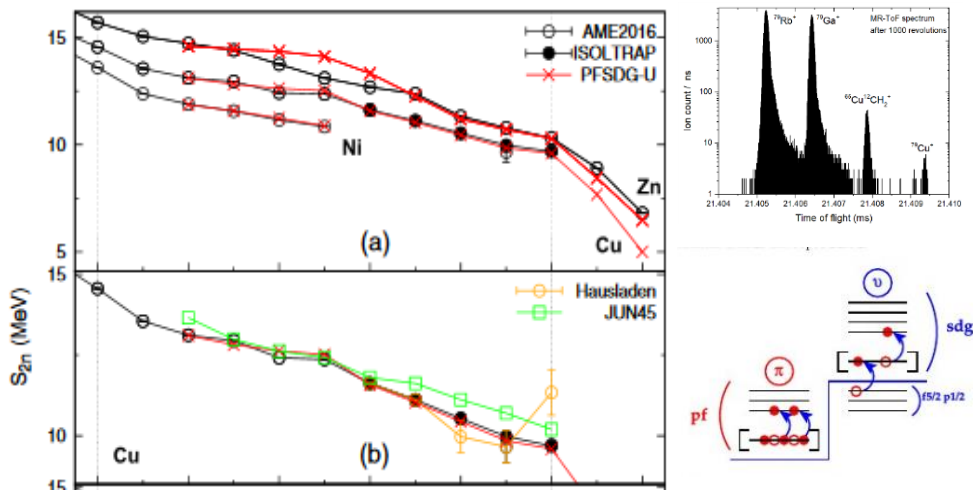 15
10
5
AME2016
ISOLTRAP
PFSDG-U
Ni
Zn
Cu
(a)
S₂ₙ (MeV)
15
10
15
Hausladen
JUN45
Cu
(b)
⁷⁹Rb⁺
⁷⁹Ga⁺
MR-ToF spectrum
after 1000 revolutions
⁶⁵Cu¹²CH₂⁺
⁷⁹Cu⁺
Ion count / ns
1000
100
10
1
21.404 21.405 21.406 21.407 21.408 21.409 21.410
Time of flight (ms)
υ
sdg
π
pf
f5/2 p1/2